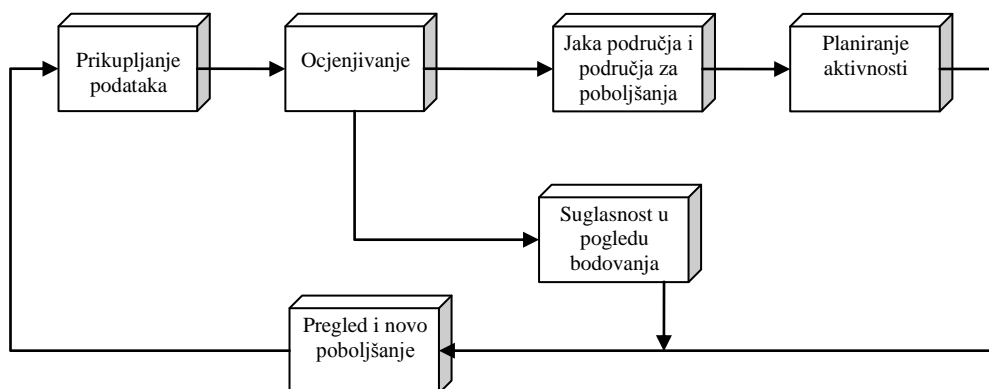 Prikupljanje
podataka
Ocjenjivanje
Jaka područja i
područja za
poboljšanja
Planiranje
aktivnosti
Suglasnost u
pogledu
bodovanja
Pregled i novo
poboljšanje